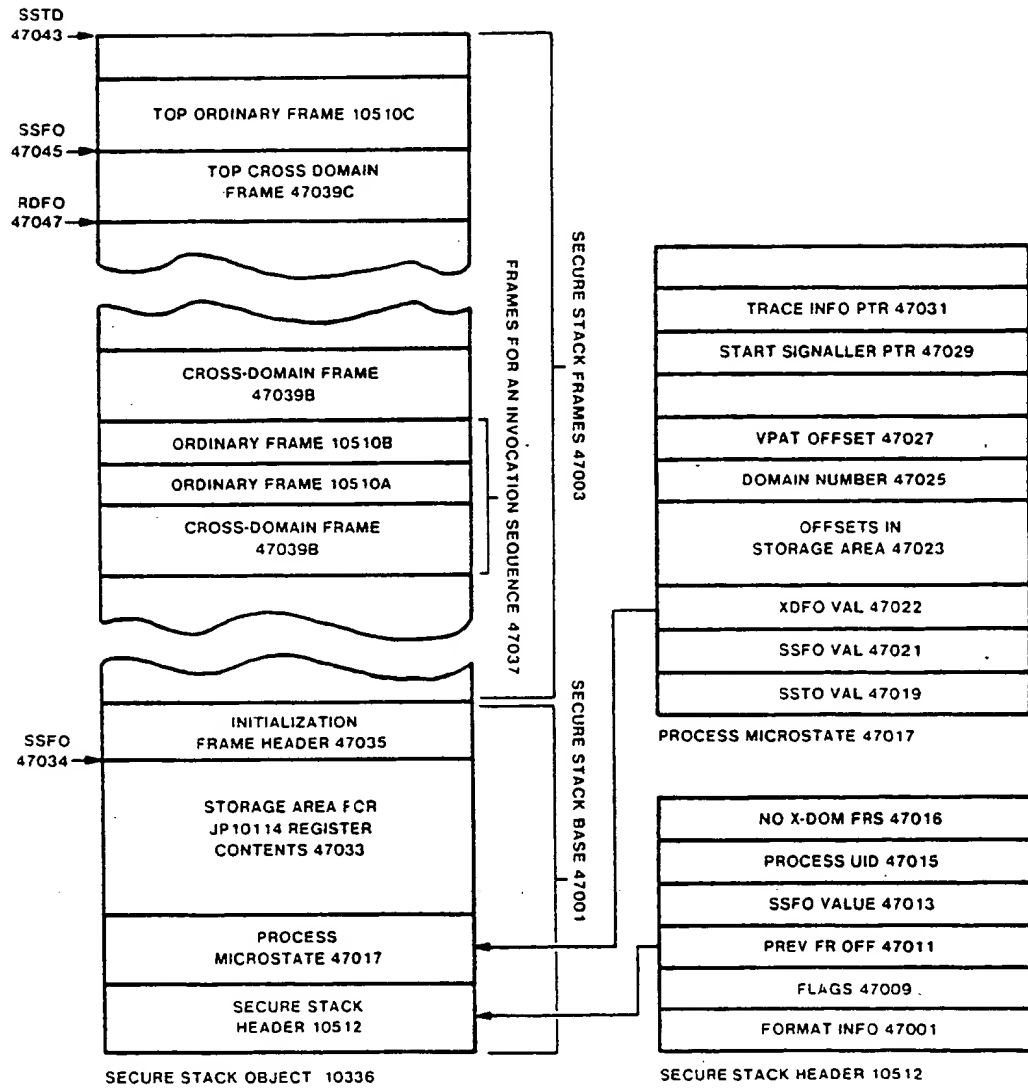 SSTD
47043
TOP ORDINARY FRAME 10510C
SSFO
47045
TOP CROSS DOMAIN
FRAME 47039C
RDFO
47047
CROSS-DOMAIN FRAME
47039B
ORDINARY FRAME 10510B
ORDINARY FRAME 10510A
CROSS-DOMAIN FRAME
47039B
FRAMES FOR AN INVOCATION SEQUENCE 47037
SECURE STACK FRAMES 47003
INITIALIZATION
FRAME HEADER 47035
SSFO
47034
STORAGE AREA FCR
JP10114 REGISTER
CONTENTS 47033
PROCESS
MICROSTATE 47017
SECURE STACK
HEADER 10512
SECURE STACK BASE 47001
SECURE STACK OBJECT 10336
TRACE INFO PTR 47031
START SIGNALLER PTR 47029
VPAT OFFSET 47027
DOMAIN NUMBER 47025
OFFSETS IN
STORAGE AREA 47023
XDFO VAL 47022
SSFO VAL 47021
SSTO VAL 47019
PROCESS MICROSTATE 47017
NO X-DOM FRS 47016
PROCESS UID 47015
SSFO VALUE 47013
PREV FR OFF 47011
FLAGS 47009
FORMAT INFO 47001
SECURE STACK HEADER 10512